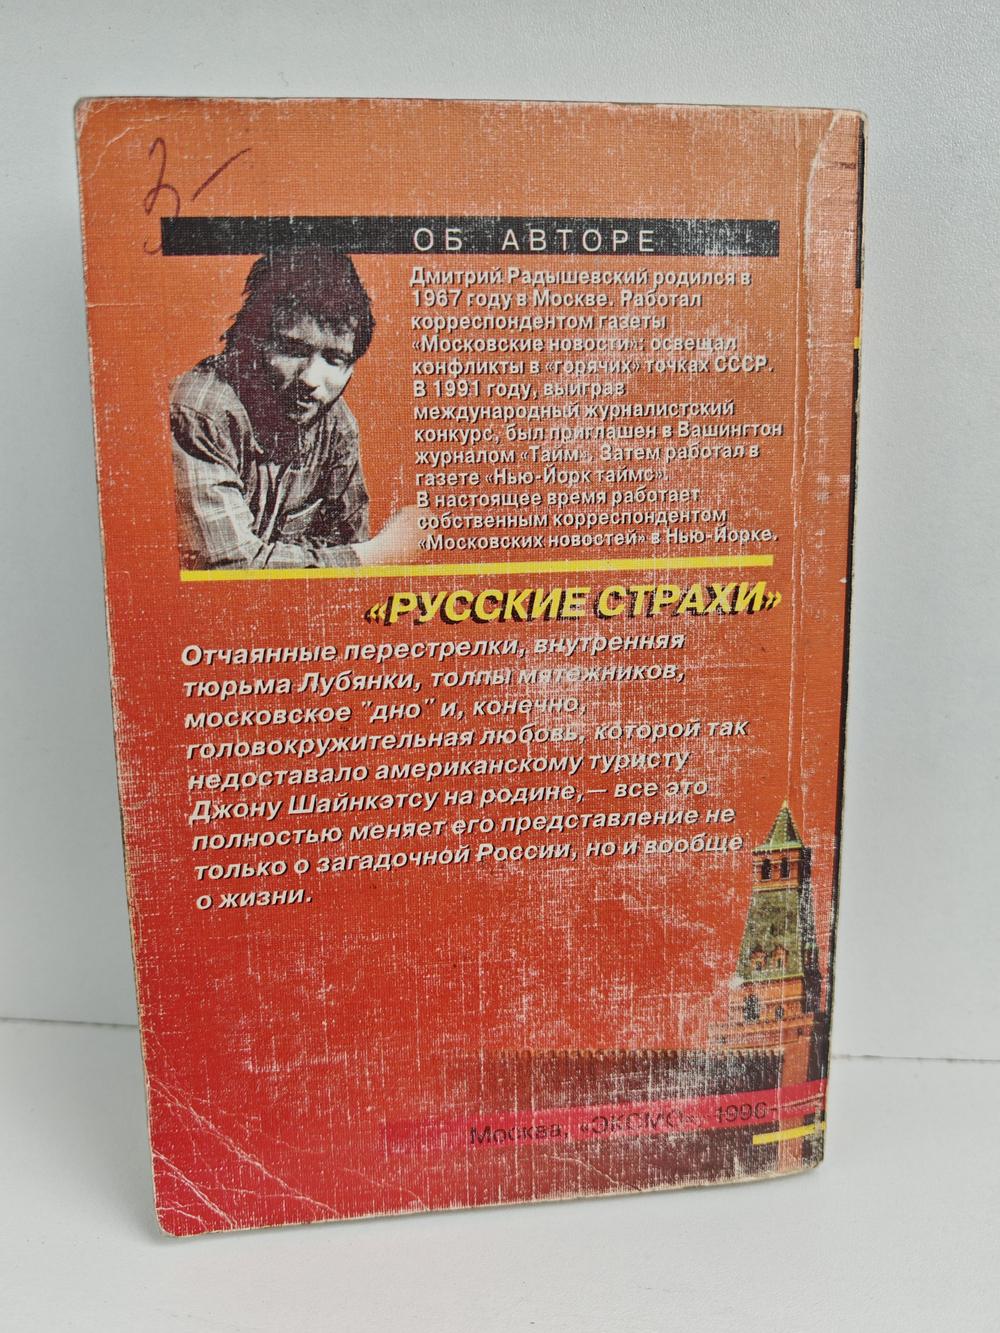 3-
ОБ АВТОРЕ
Дмитрий Радышевский родился в
1967 году в Москве. Работал
корреспондентом газеты
«Московские новости»: освещал
конфликты в «горячих» точках СССР.
В 1991 году, выиграв
международный журналистский
конкурс, был приглашен в Вашингтон
журналом «Тайм». Затем работал в
газете «Нью-Йорк таймс».
В настоящее время работает
собственным корреспондентом
«Московских новостей» в Нью-Йорке.
«РУССКИЕ СТРАХИ»
Отчаянные перестрелки, внутренняя
тюрьма Лубянки, толпы мятежников,
московское "дно" и, конечно,
головокружительная любовь, которой так
недоставало американскому туристу
Джону Шайнкэтсу на родине,— все это
полностью меняет его представление не
только о загадочной России, но и вообще
о жизни.
Москва, «ЭКСМО», 1996